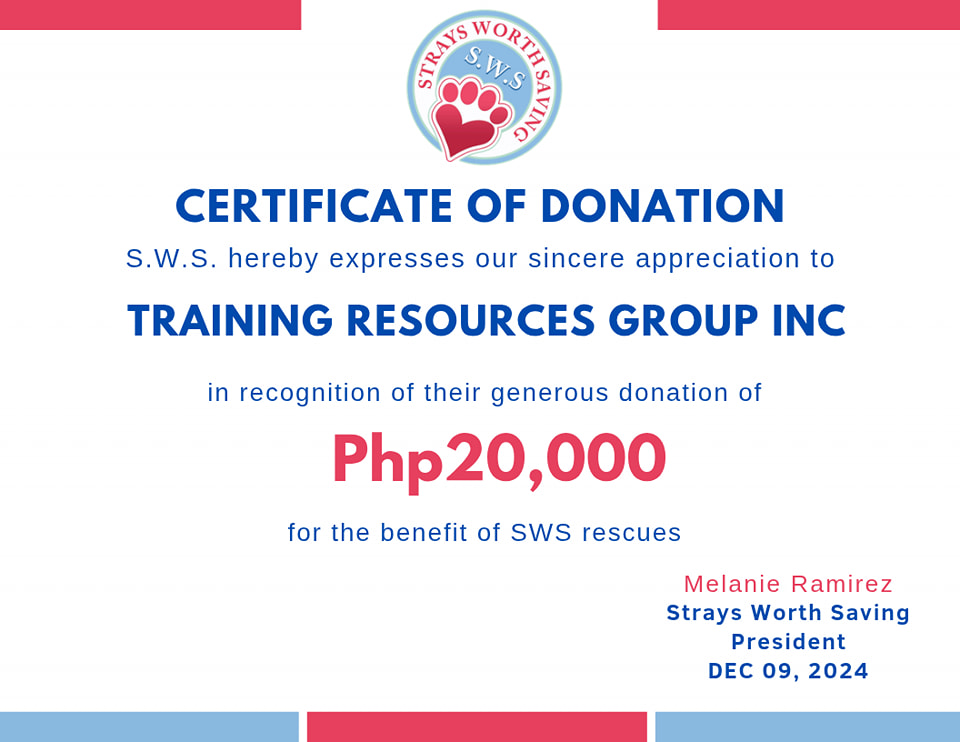 STRAYS WORTH SAVING
S.W.S
CERTIFICATE OF DONATION
S.W.S. hereby expresses our sincere appreciation to
TRAINING RESOURCES GROUP INC
in recognition of their generous donation of
Php20,000
for the benefit of SWS rescues
Melanie Ramirez
Strays Worth Saving
President
DEC 09, 2024